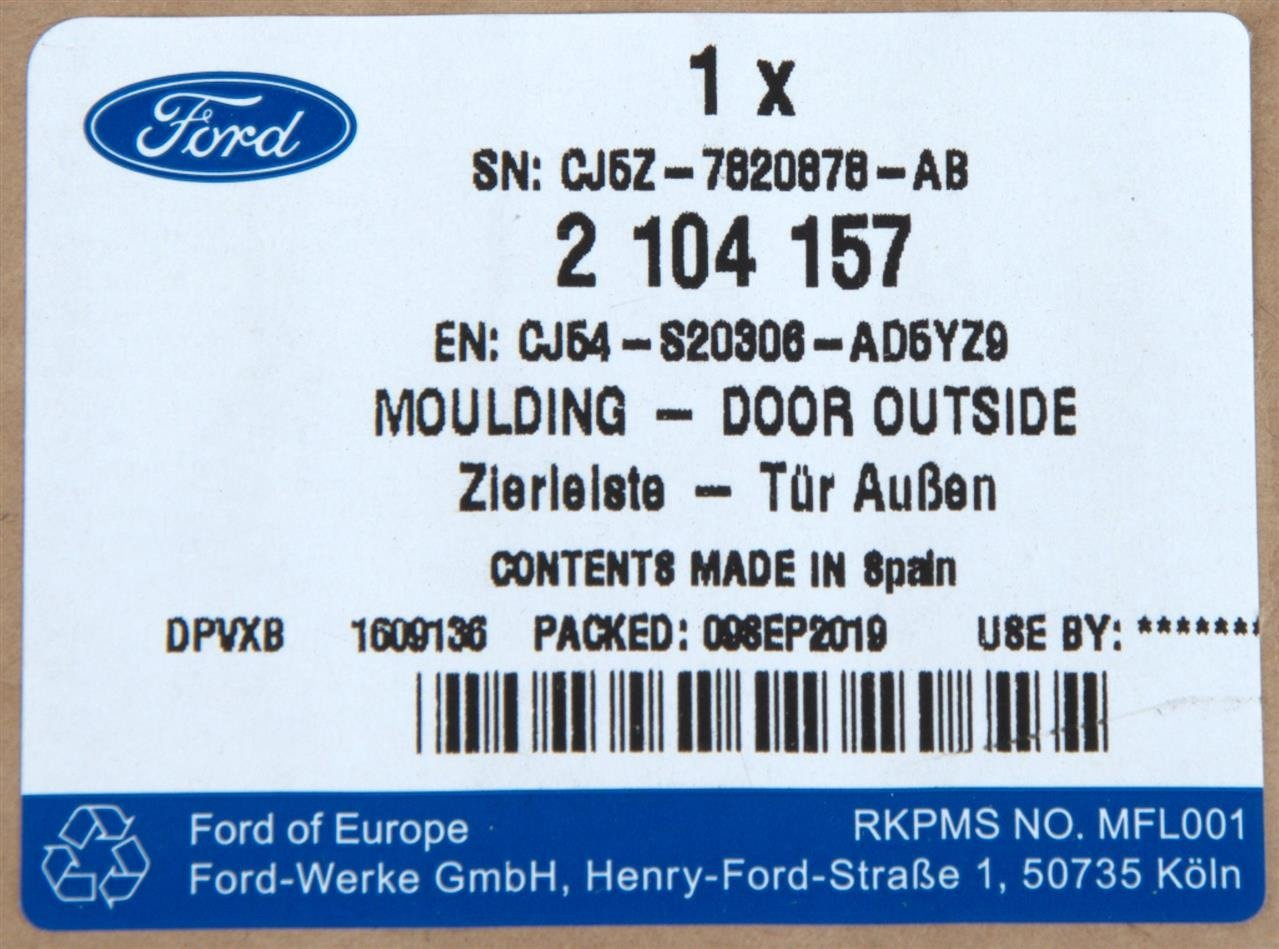 Ford
1 x
SN: CJ5Z-7820878-AB
2 104 157
EN: CJ54-S20306-AD5YZ9
MOULDING - DOOR OUTSIDE
Zierleiste - Tür Außen
CONTENTS MADE IN Spain
DPVXB 1609136 PACKED: 09SEP2019 USE BY: *******
Ford of Europe
RKPMS NO. MFL001
Ford-Werke GmbH, Henry-Ford-Straße 1, 50735 Köln